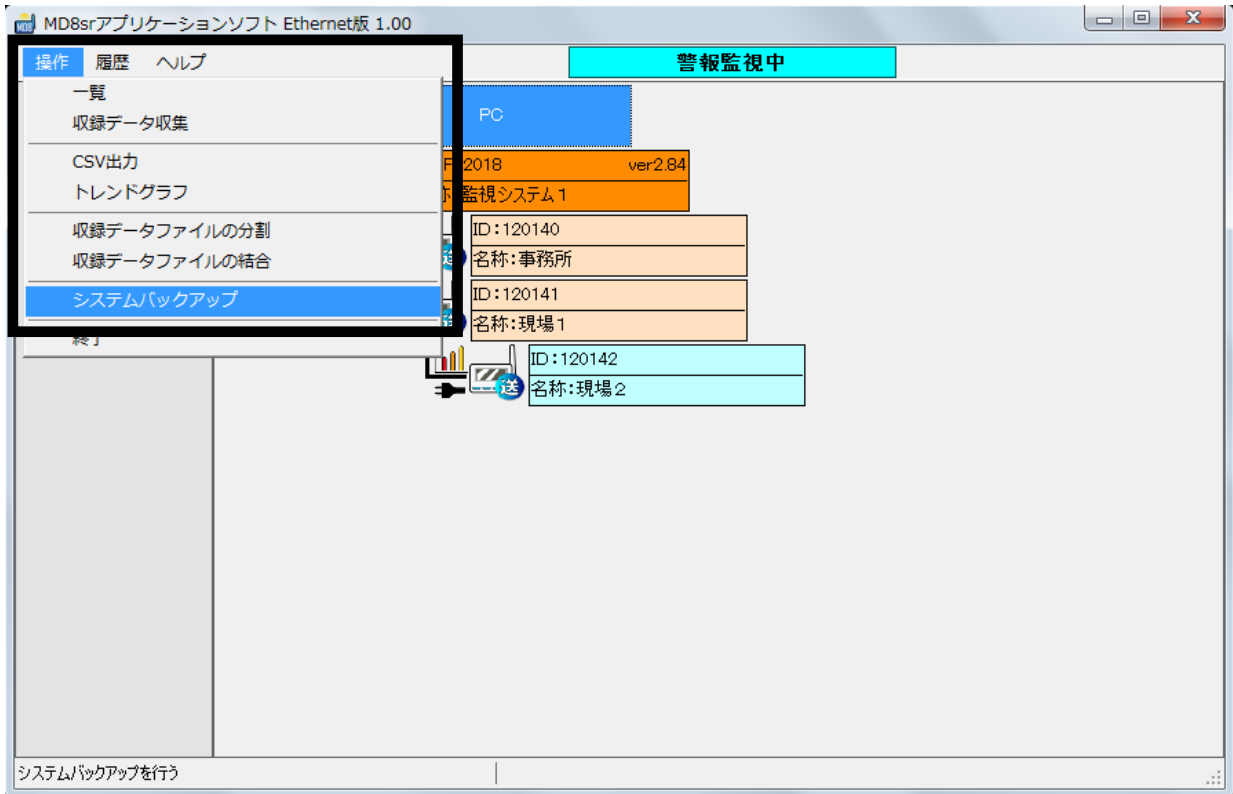 MD8srアプリケーションソフト Ethernet版 1.00
操作 履歴 ヘルプ
警報監視中
一覧
収録データ収集
CSV出力
トレンドグラフ
収録データファイルの分割
収録データファイルの結合
システムバックアップ
終了
PC
2018 ver2.84
監視システム1
ID:120140
名称:事務所
ID:120141
名称:現場1
送
ID:120142
名称:現場2
システムバックアップを行う